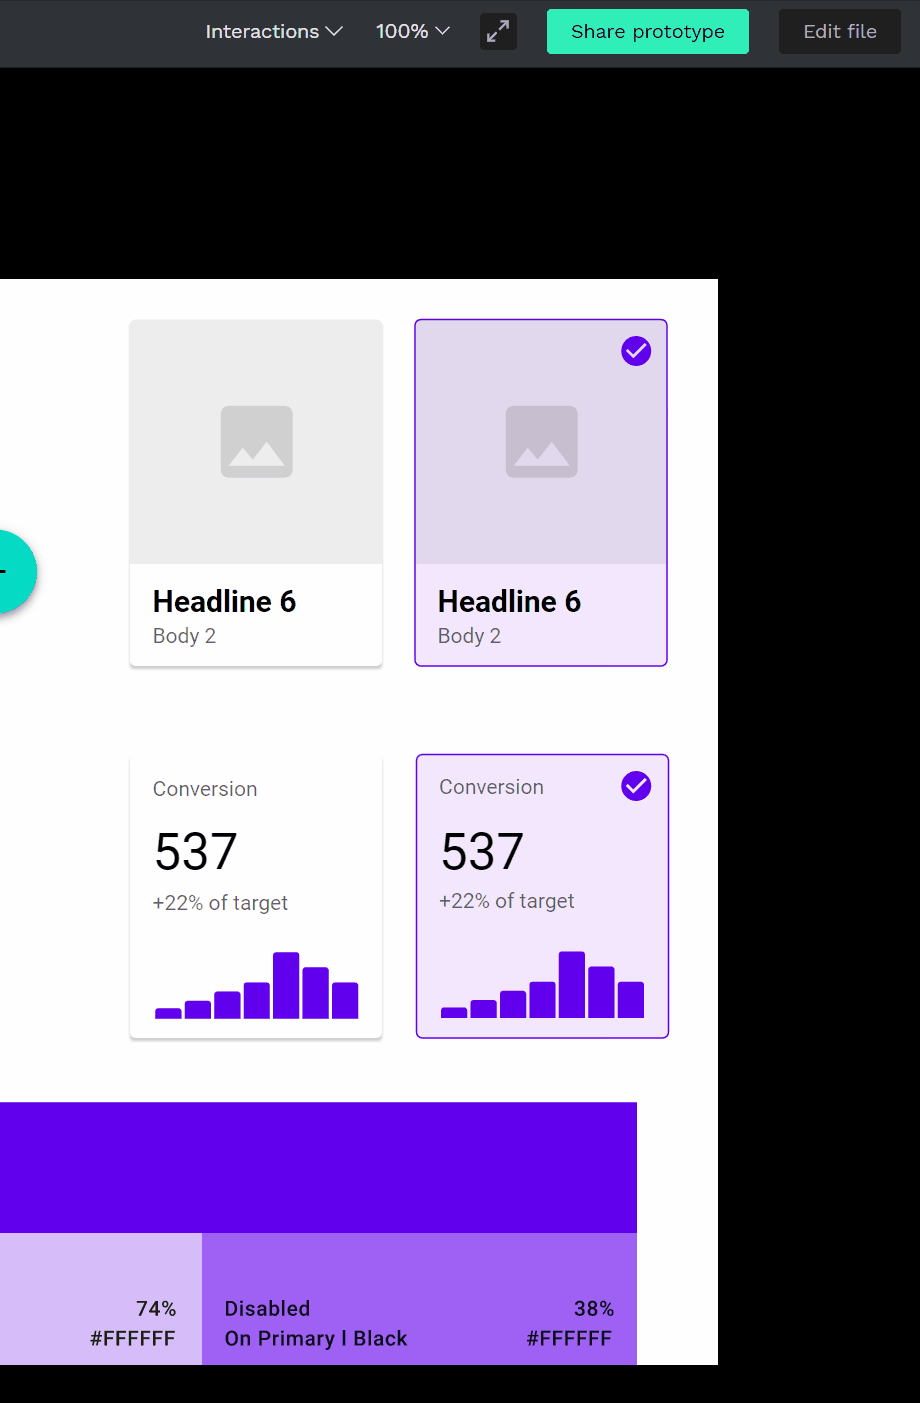 Interactions 100% Share prototype Edit file
Headline 6
Body 2
Headline 6
Body 2
Conversion
537
+22% of target
Conversion
537
+22% of target
74%
#FFFFFF
Disabled 38%
On Primary | Black #FFFFFF